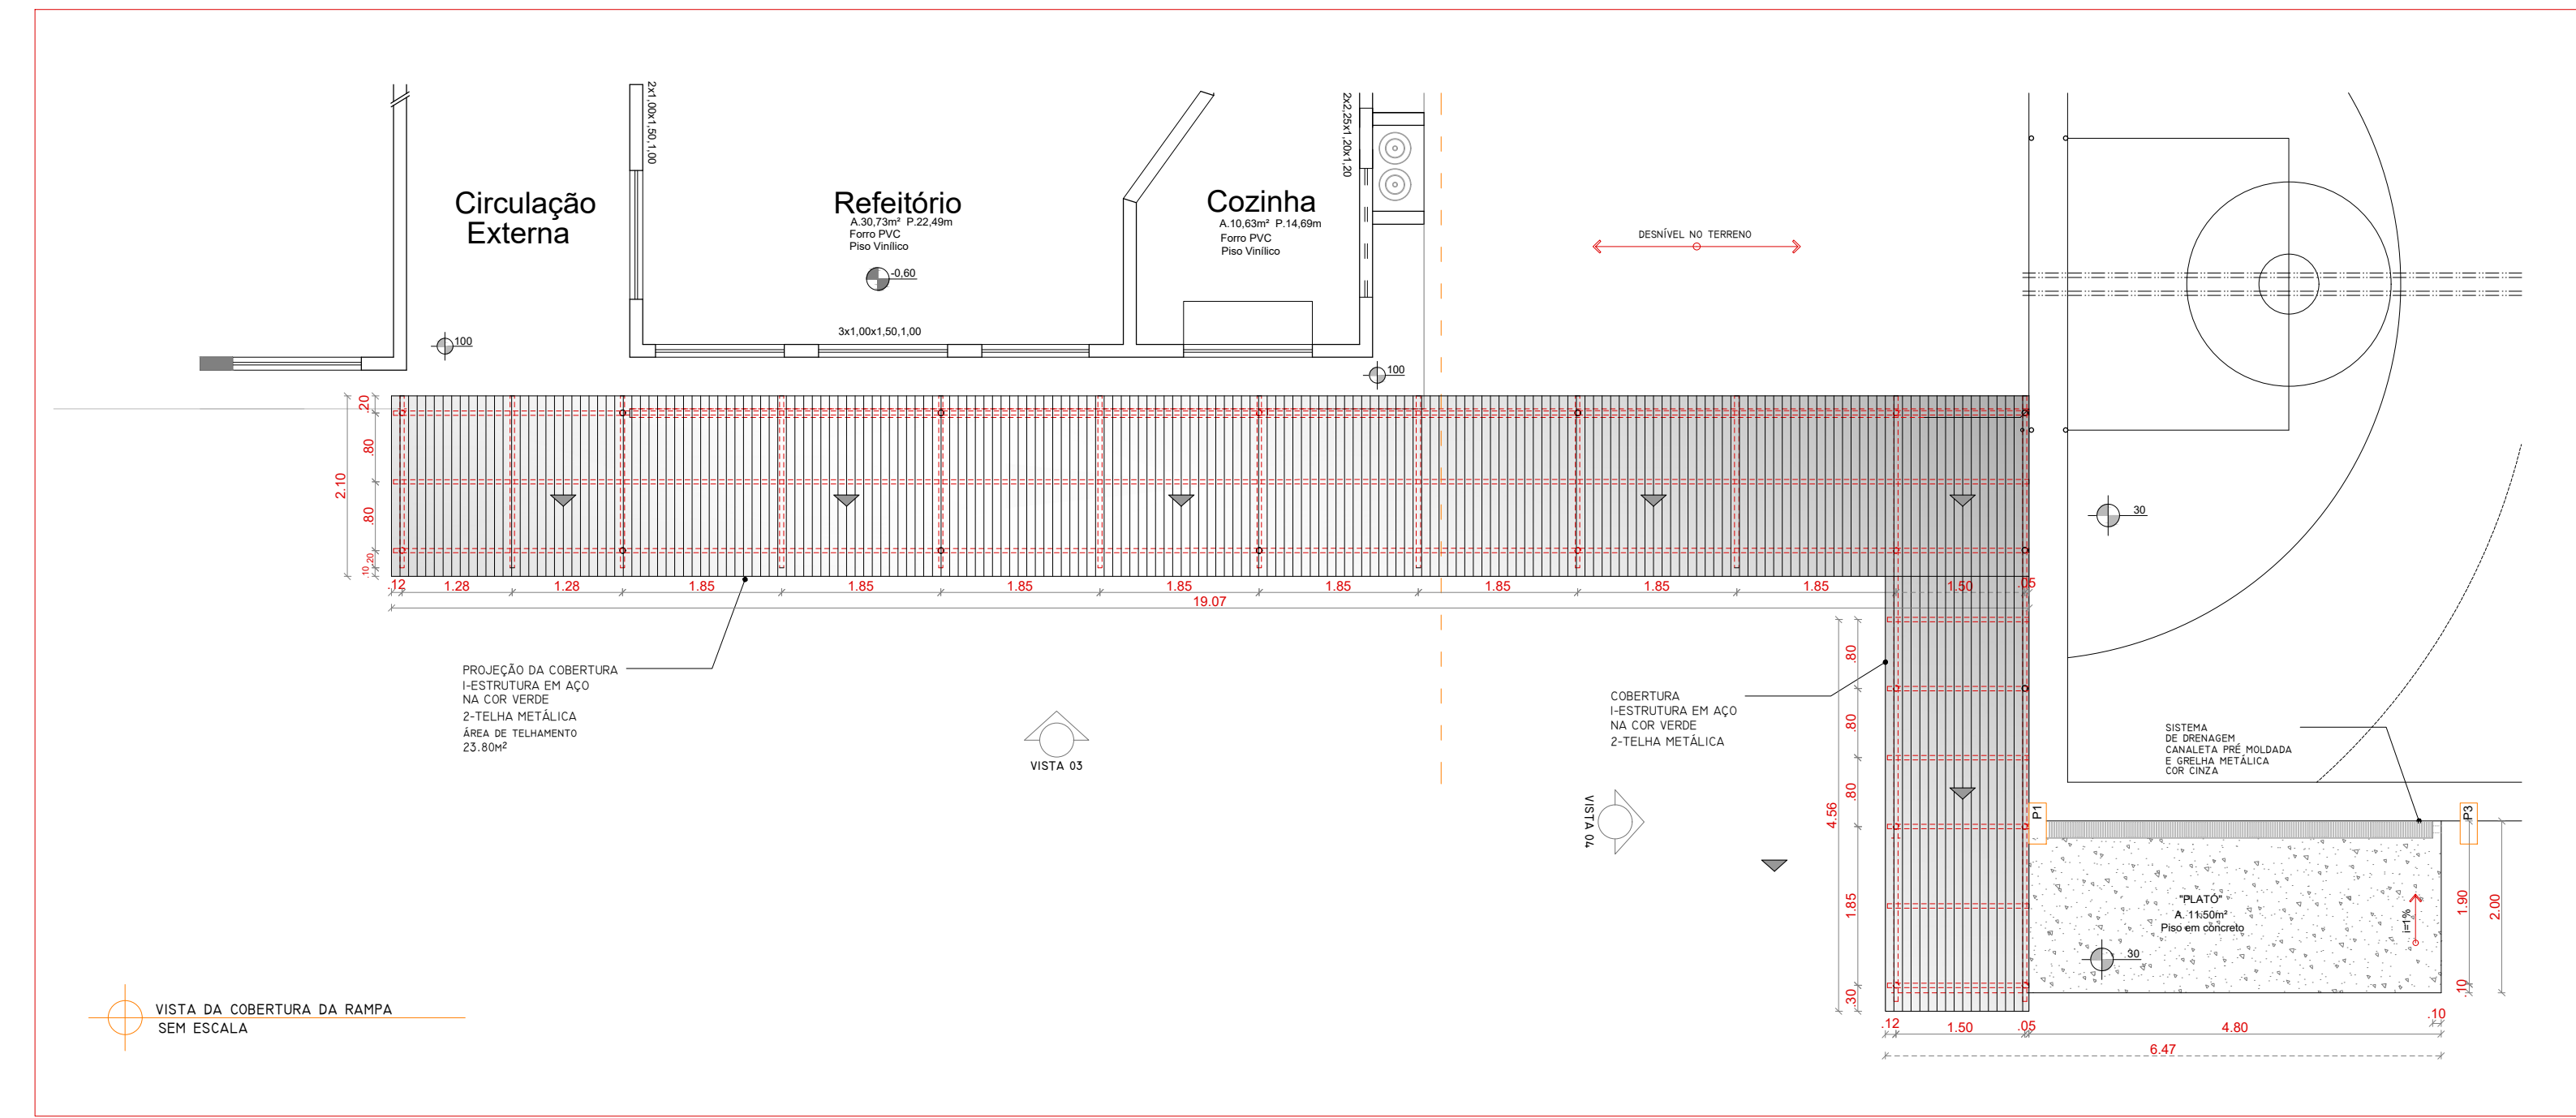 2x1,00x1,50,1,00
2x2,25x1,20x1,20
Circulação
Externa
Refeitório
A.30,73m² P.22,49m
Forro PVC
Piso Vinílico
-0,60
Cozinha
A.10,63m² P.14,69m
Forro PVC
Piso Vinílico
DESNÍVEL NO TERRENO
3x1,00x1,50,1,00
100
100
30
.20
.80
2.10
.80
.20
.10
.12
1.28
1.28
1.85
1.85
1.85
1.85
1.85
1.85
1.85
1.85
1.50
.05
19.07
PROJEÇÃO DA COBERTURA
1-ESTRUTURA EM AÇO
NA COR VERDE
2-TELHA METÁLICA
ÁREA DE TELHAMENTO
23.80M²
VISTA 03
COBERTURA
1-ESTRUTURA EM AÇO
NA COR VERDE
2-TELHA METÁLICA
VISTA 04
.80
.80
.80
4.56
1.85
.30
SISTEMA
DE DRENAGEM
CANALETA PRÉ MOLDADA
E GRELHA METÁLICA
COR CINZA
P1
P3
"PLATÔ"
A. 11.50m²
Piso em concreto
i=1%
30
1.90
2.00
.10
.12
1.50
.05
4.80
.10
6.47
VISTA DA COBERTURA DA RAMPA
SEM ESCALA